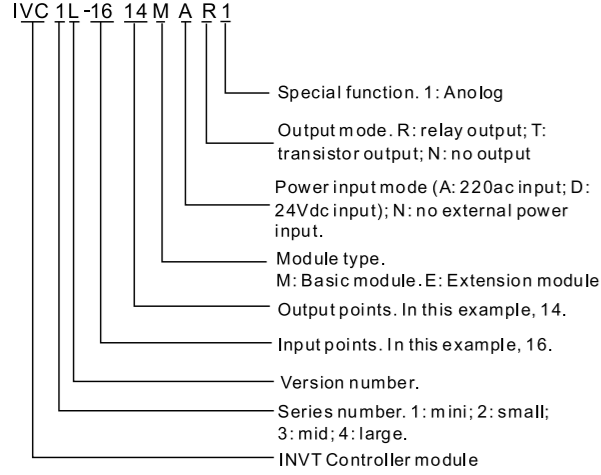 IVC 1L-16 14 M A R 1
Special function. 1: Anolog
Output mode. R: relay output; T:
transistor output; N: no output
Power input mode (A: 220ac input; D:
24Vdc input); N: no external power
input.
Module type.
M: Basic module. E: Extension module
Output points. In this example, 14.
Input points. In this example, 16.
Version number.
Series number. 1: mini; 2: small;
3: mid; 4: large.
INVT Controller module